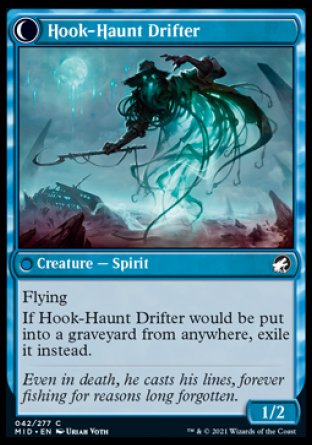 Hook-Haunt Drifter
Creature — Spirit
Flying
If Hook-Haunt Drifter would be put
into a graveyard from anywhere, exile
it instead.
Even in death, he casts his lines, forever
fishing for reasons long forgotten.
1/2
042/277 C
MID • EN Uriah Voth
™ & © 2021 Wizards of the Coast